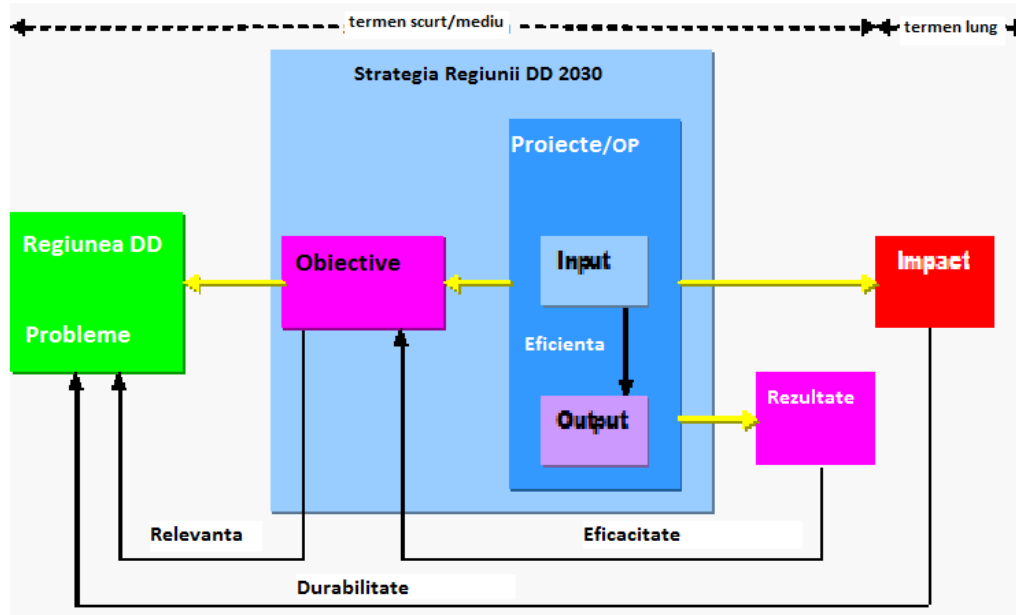 termen scurt/mediu
termen lung
Strategia Regiunii DD 2030
Proiecte/OP
Regiunea DD
Probleme
Obiective
Input
Impact
Eficienta
Output
Rezultate
Relevanta
Eficacitate
Durabilitate